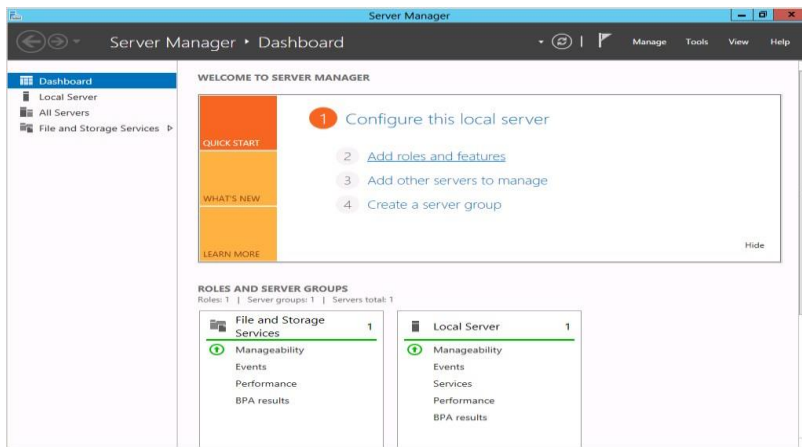 Server Manager
Server Manager • Dashboard
Manage Tools View Help
Dashboard
Local Server
All Servers
File and Storage Services
WELCOME TO SERVER MANAGER
QUICK START
WHAT'S NEW
LEARN MORE
1 Configure this local server
2 Add roles and features
3 Add other servers to manage
4 Create a server group
Hide
ROLES AND SERVER GROUPS
Roles: 1 | Server groups: 1 | Servers total: 1
File and Storage
Services 1
Manageability
Events
Performance
BPA results
Local Server 1
Manageability
Events
Services
Performance
BPA results